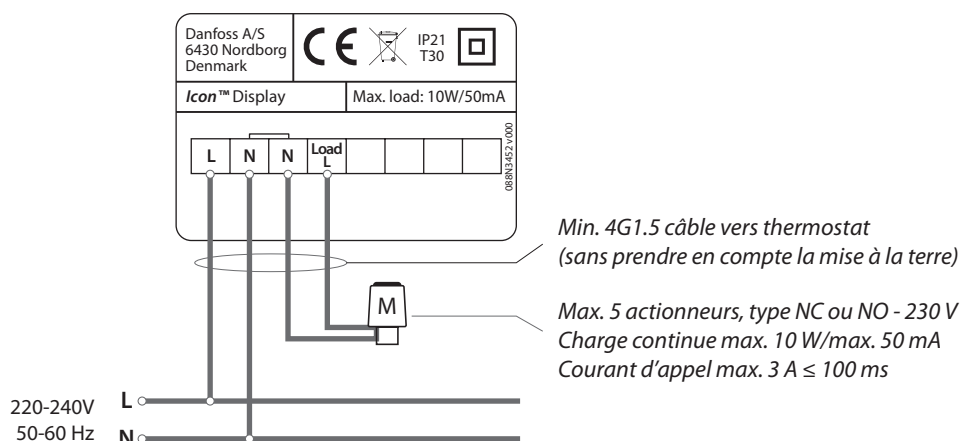 Danfoss A/S
6430 Nordborg
Denmark
CE
IP21
T30
Icon™ Display
Max. load: 10W/50mA
L N N Load L
088N3452 v000
Min. 4G1.5 câble vers thermostat
(sans prendre en compte la mise à la terre)
M
Max. 5 actionneurs, type NC ou NO - 230 V
Charge continue max. 10 W/max. 50 mA
Courant d'appel max. 3 A ≤ 100 ms
220-240V L
50-60 Hz N